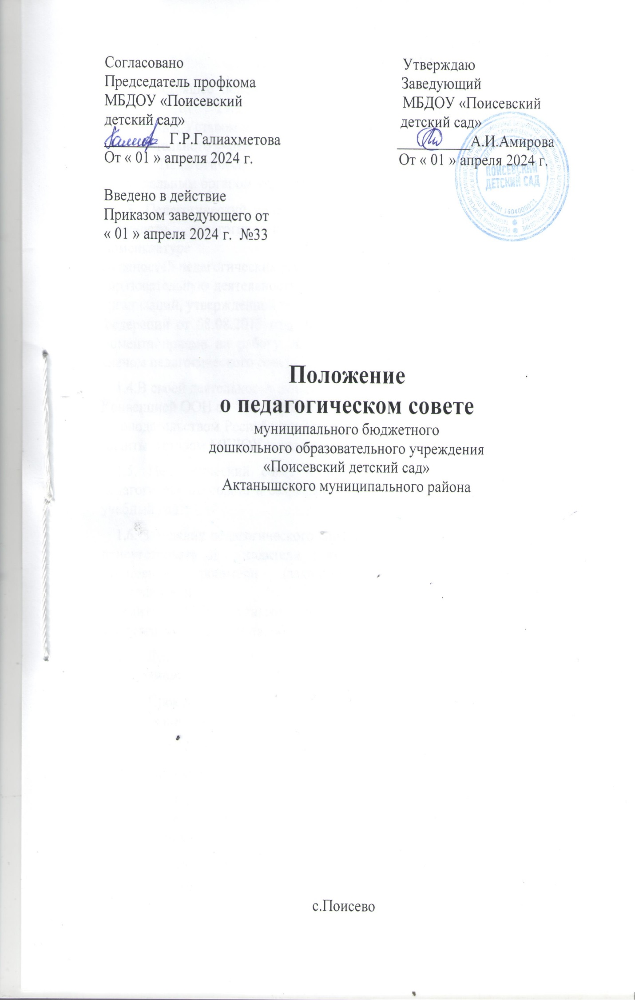 Согласовано
Председатель профкома
МБДОУ «Поисевский
детский сад»
Г.Р.Галиахметова
От « 01 » апреля 2024 г.
Утверждаю
Заведующий
МБДОУ «Поисевский
детский сад»
А.И.Амирова
От « 01 » апреля 2024 г.
ПОИСЕВСКИЙ
ДЕТСКИЙ САД
ИНН 1604005021
Введено в действие
Приказом заведующего от
« 01 » апреля 2024 г. №33
Положение
о педагогическом совете
муниципального бюджетного
дошкольного образовательного учреждения
«Поисевский детский сад»
Актанышского муниципального района
с.Поисево